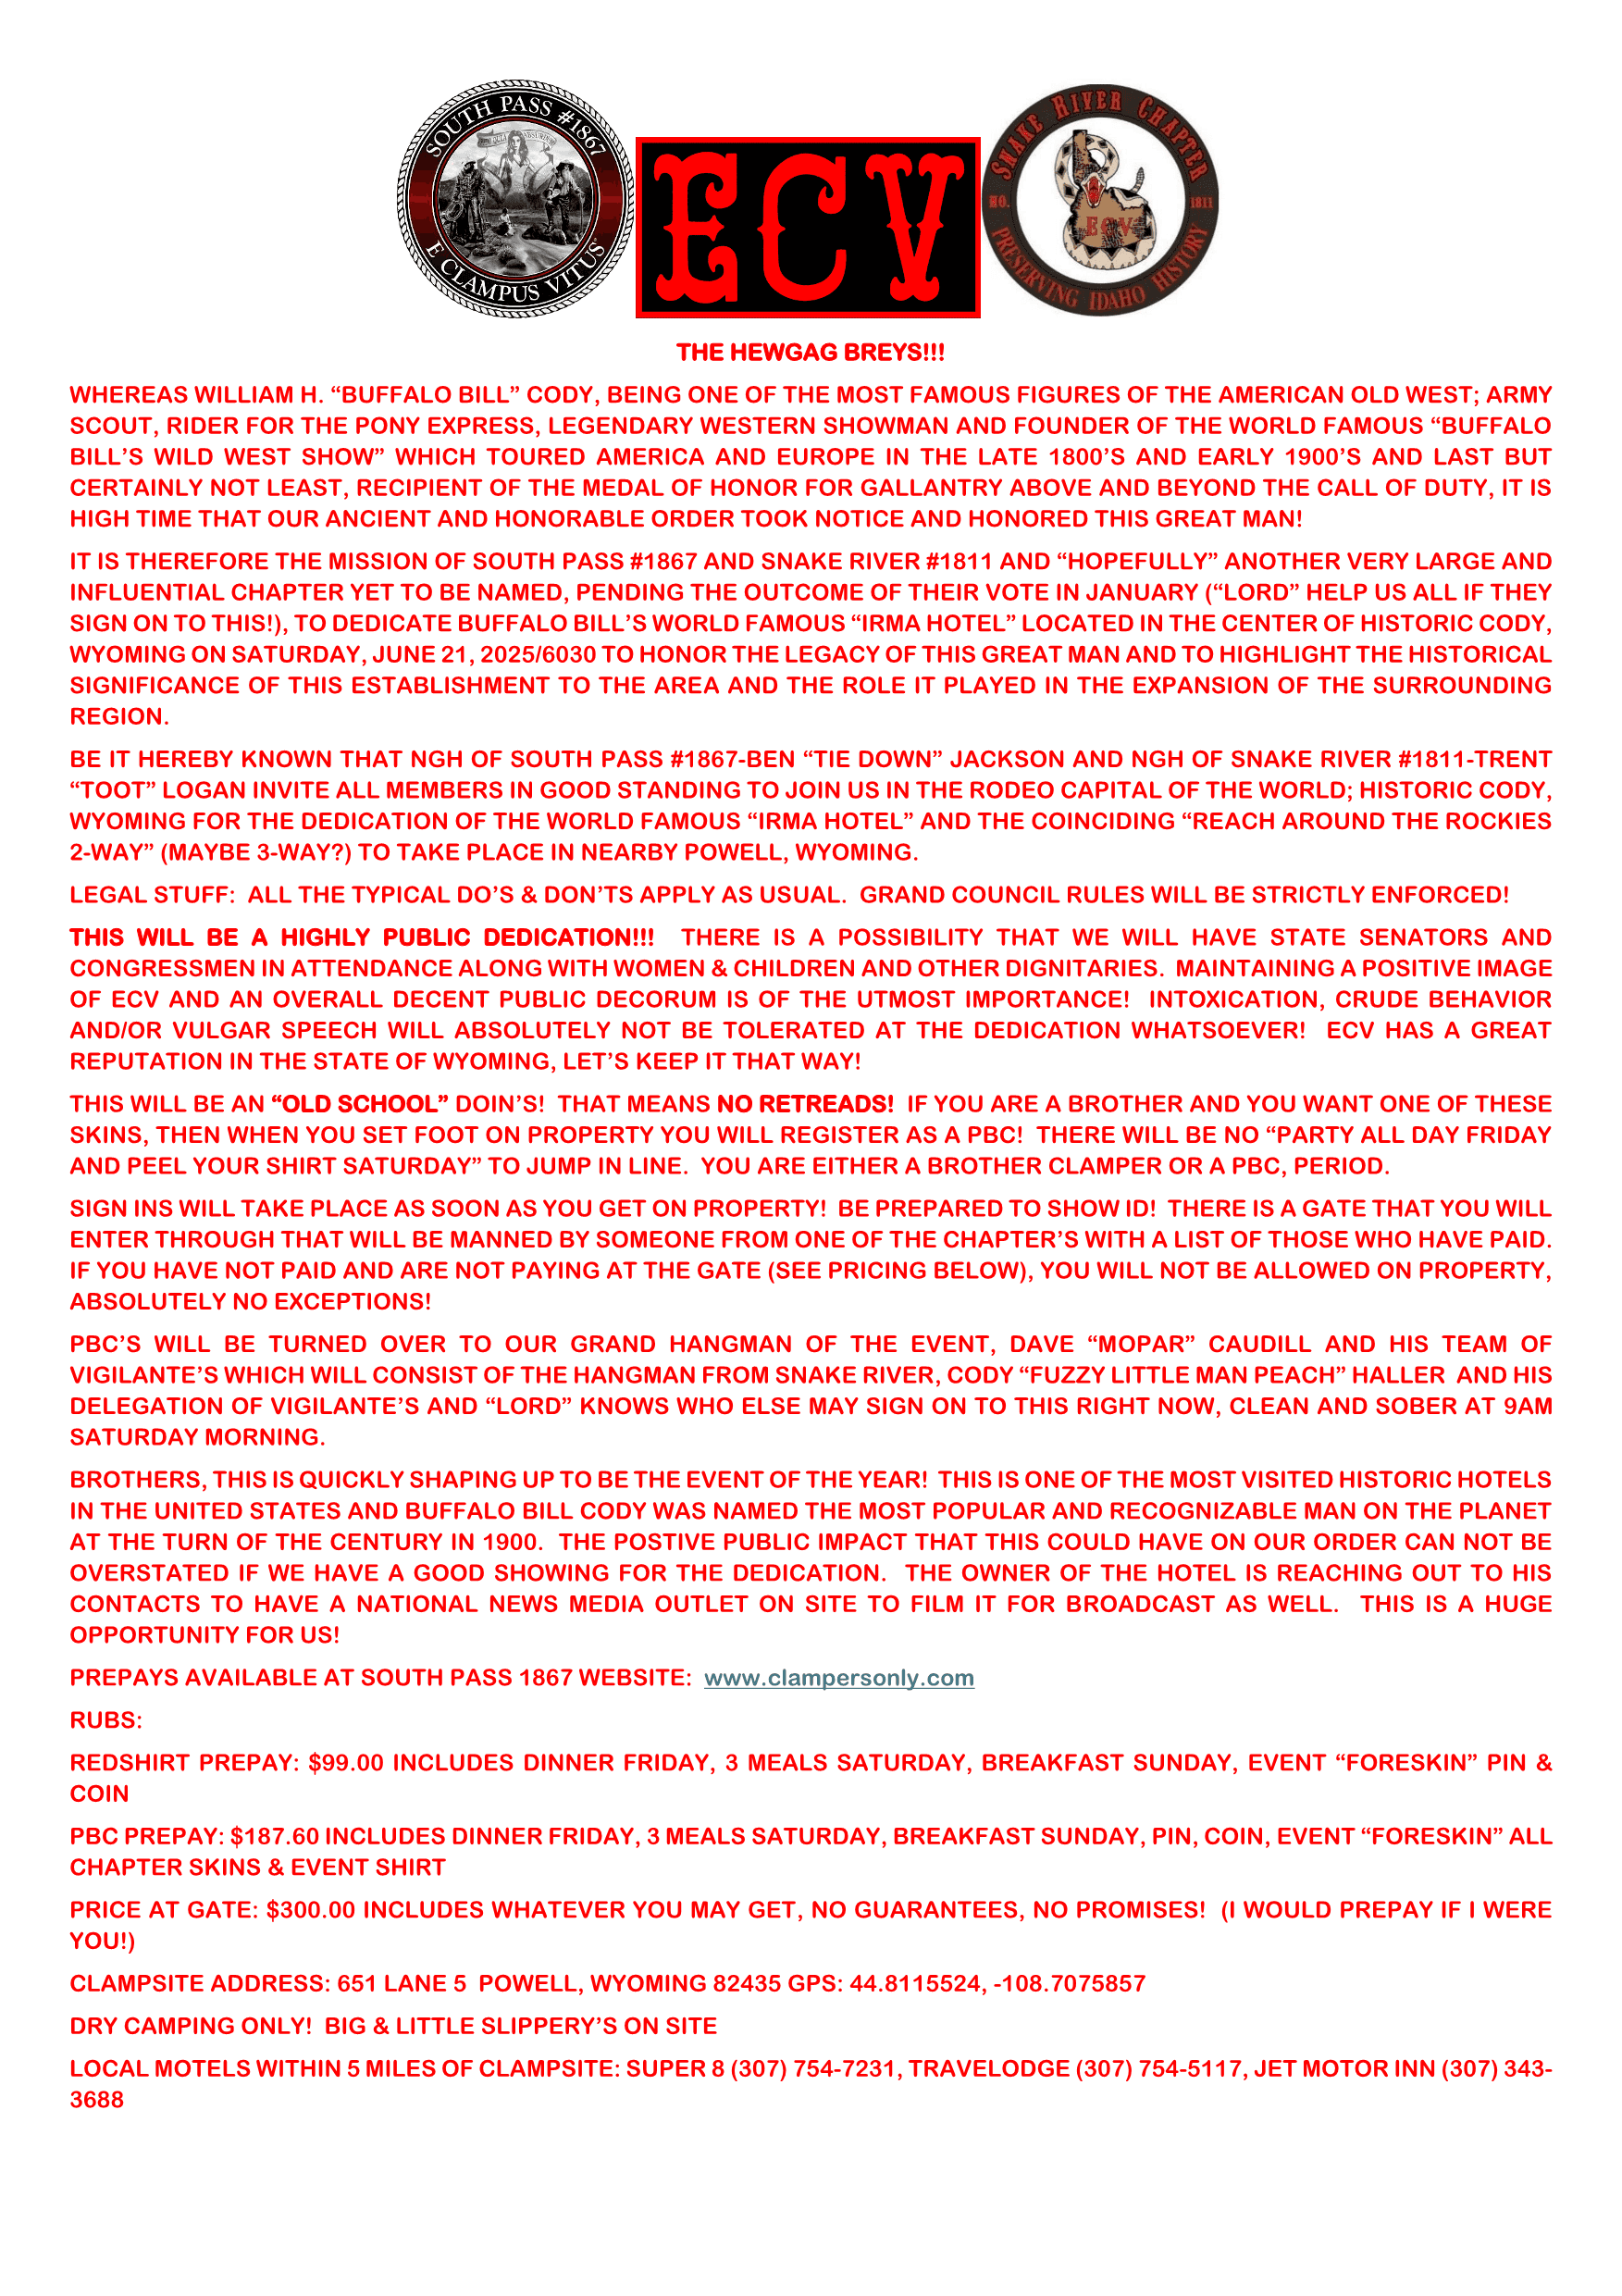 SOUTH PASS #1867
E CLAMPUS VITUS
ECV
SNAKE RIVER CHAPTER
NO. 1811
ECV
PRESERVING IDAHO HISTORY
THE HEWGAG BREYS!!!
WHEREAS WILLIAM H. “BUFFALO BILL” CODY, BEING ONE OF THE MOST FAMOUS FIGURES OF THE AMERICAN OLD WEST; ARMY
SCOUT, RIDER FOR THE PONY EXPRESS, LEGENDARY WESTERN SHOWMAN AND FOUNDER OF THE WORLD FAMOUS “BUFFALO
BILL’S WILD WEST SHOW” WHICH TOURED AMERICA AND EUROPE IN THE LATE 1800’S AND EARLY 1900’S AND LAST BUT
CERTAINLY NOT LEAST, RECIPIENT OF THE MEDAL OF HONOR FOR GALLANTRY ABOVE AND BEYOND THE CALL OF DUTY, IT IS
HIGH TIME THAT OUR ANCIENT AND HONORABLE ORDER TOOK NOTICE AND HONORED THIS GREAT MAN!
IT IS THEREFORE THE MISSION OF SOUTH PASS #1867 AND SNAKE RIVER #1811 AND “HOPEFULLY” ANOTHER VERY LARGE AND
INFLUENTIAL CHAPTER YET TO BE NAMED, PENDING THE OUTCOME OF THEIR VOTE IN JANUARY (“LORD” HELP US ALL IF THEY
SIGN ON TO THIS!), TO DEDICATE BUFFALO BILL’S WORLD FAMOUS “IRMA HOTEL” LOCATED IN THE CENTER OF HISTORIC CODY,
WYOMING ON SATURDAY, JUNE 21, 2025/6030 TO HONOR THE LEGACY OF THIS GREAT MAN AND TO HIGHLIGHT THE HISTORICAL
SIGNIFICANCE OF THIS ESTABLISHMENT TO THE AREA AND THE ROLE IT PLAYED IN THE EXPANSION OF THE SURROUNDING
REGION.
BE IT HEREBY KNOWN THAT NGH OF SOUTH PASS #1867-BEN “TIE DOWN” JACKSON AND NGH OF SNAKE RIVER #1811-TRENT
“TOOT” LOGAN INVITE ALL MEMBERS IN GOOD STANDING TO JOIN US IN THE RODEO CAPITAL OF THE WORLD; HISTORIC CODY,
WYOMING FOR THE DEDICATION OF THE WORLD FAMOUS “IRMA HOTEL” AND THE COINCIDING “REACH AROUND THE ROCKIES
2-WAY” (MAYBE 3-WAY?) TO TAKE PLACE IN NEARBY POWELL, WYOMING.
LEGAL STUFF: ALL THE TYPICAL DO’S & DON’TS APPLY AS USUAL. GRAND COUNCIL RULES WILL BE STRICTLY ENFORCED!
THIS WILL BE A HIGHLY PUBLIC DEDICATION!!! THERE IS A POSSIBILITY THAT WE WILL HAVE STATE SENATORS AND
CONGRESSMEN IN ATTENDANCE ALONG WITH WOMEN & CHILDREN AND OTHER DIGNITARIES. MAINTAINING A POSITIVE IMAGE
OF ECV AND AN OVERALL DECENT PUBLIC DECORUM IS OF THE UTMOST IMPORTANCE! INTOXICATION, CRUDE BEHAVIOR
AND/OR VULGAR SPEECH WILL ABSOLUTELY NOT BE TOLERATED AT THE DEDICATION WHATSOEVER! ECV HAS A GREAT
REPUTATION IN THE STATE OF WYOMING, LET’S KEEP IT THAT WAY!
THIS WILL BE AN “OLD SCHOOL” DOIN’S! THAT MEANS NO RETREADS! IF YOU ARE A BROTHER AND YOU WANT ONE OF THESE
SKINS, THEN WHEN YOU SET FOOT ON PROPERTY YOU WILL REGISTER AS A PBC! THERE WILL BE NO “PARTY ALL DAY FRIDAY
AND PEEL YOUR SHIRT SATURDAY” TO JUMP IN LINE. YOU ARE EITHER A BROTHER CLAMPER OR A PBC, PERIOD.
SIGN INS WILL TAKE PLACE AS SOON AS YOU GET ON PROPERTY! BE PREPARED TO SHOW ID! THERE IS A GATE THAT YOU WILL
ENTER THROUGH THAT WILL BE MANNED BY SOMEONE FROM ONE OF THE CHAPTER’S WITH A LIST OF THOSE WHO HAVE PAID.
IF YOU HAVE NOT PAID AND ARE NOT PAYING AT THE GATE (SEE PRICING BELOW), YOU WILL NOT BE ALLOWED ON PROPERTY,
ABSOLUTELY NO EXCEPTIONS!
PBC’S WILL BE TURNED OVER TO OUR GRAND HANGMAN OF THE EVENT, DAVE “MOPAR” CAUDILL AND HIS TEAM OF
VIGILANTE’S WHICH WILL CONSIST OF THE HANGMAN FROM SNAKE RIVER, CODY “FUZZY LITTLE MAN PEACH” HALLER AND HIS
DELEGATION OF VIGILANTE’S AND “LORD” KNOWS WHO ELSE MAY SIGN ON TO THIS RIGHT NOW, CLEAN AND SOBER AT 9AM
SATURDAY MORNING.
BROTHERS, THIS IS QUICKLY SHAPING UP TO BE THE EVENT OF THE YEAR! THIS IS ONE OF THE MOST VISITED HISTORIC HOTELS
IN THE UNITED STATES AND BUFFALO BILL CODY WAS NAMED THE MOST POPULAR AND RECOGNIZABLE MAN ON THE PLANET
AT THE TURN OF THE CENTURY IN 1900. THE POSTIVE PUBLIC IMPACT THAT THIS COULD HAVE ON OUR ORDER CAN NOT BE
OVERSTATED IF WE HAVE A GOOD SHOWING FOR THE DEDICATION. THE OWNER OF THE HOTEL IS REACHING OUT TO HIS
CONTACTS TO HAVE A NATIONAL NEWS MEDIA OUTLET ON SITE TO FILM IT FOR BROADCAST AS WELL. THIS IS A HUGE
OPPORTUNITY FOR US!
PREPAYS AVAILABLE AT SOUTH PASS 1867 WEBSITE: www.clampersonly.com
RUBS:
REDSHIRT PREPAY: $99.00 INCLUDES DINNER FRIDAY, 3 MEALS SATURDAY, BREAKFAST SUNDAY, EVENT “FORESKIN” PIN &
COIN
PBC PREPAY: $187.60 INCLUDES DINNER FRIDAY, 3 MEALS SATURDAY, BREAKFAST SUNDAY, PIN, COIN, EVENT “FORESKIN” ALL
CHAPTER SKINS & EVENT SHIRT
PRICE AT GATE: $300.00 INCLUDES WHATEVER YOU MAY GET, NO GUARANTEES, NO PROMISES! (I WOULD PREPAY IF I WERE
YOU!)
CLAMPSITE ADDRESS: 651 LANE 5 POWELL, WYOMING 82435 GPS: 44.8115524, -108.7075857
DRY CAMPING ONLY! BIG & LITTLE SLIPPERY’S ON SITE
LOCAL MOTELS WITHIN 5 MILES OF CLAMPSITE: SUPER 8 (307) 754-7231, TRAVELODGE (307) 754-5117, JET MOTOR INN (307) 343-
3688